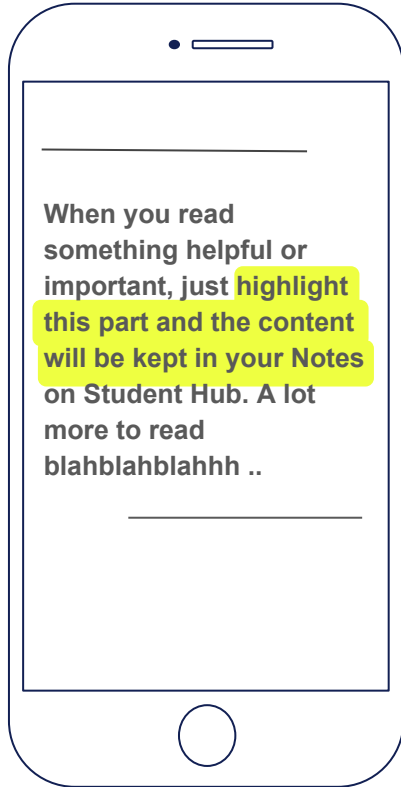 When you read
something helpful or
important, just highlight
this part and the content
will be kept in your Notes
on Student Hub. A lot
more to read
blahblahblahhh ..